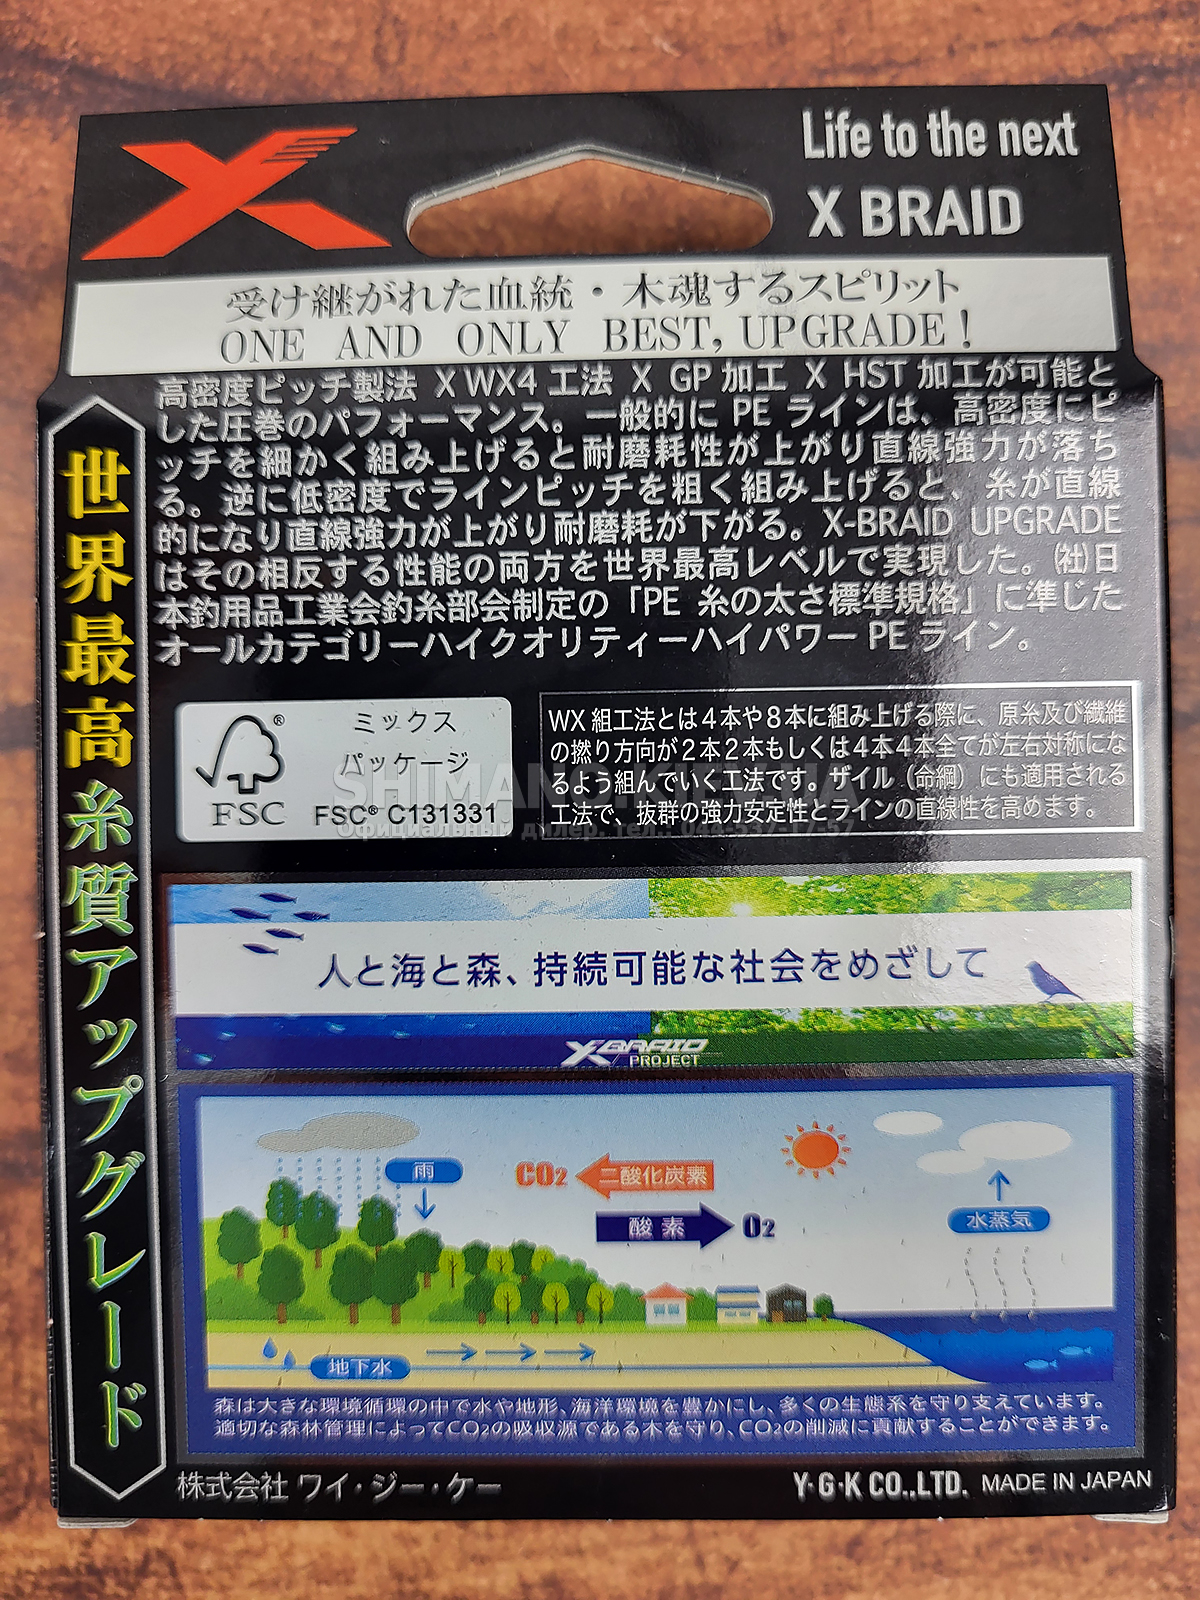 Life to the next
X BRAID
受け継がれた血統・木魂するスピリット
ONE AND ONLY BEST, UPGRADE!
高密度ピッチ製法 X WX4 工法 X GP 加工 X HST 加工が可能と
した圧巻のパフォーマンス。一般的に PE ラインは、高密度にピ
ッチを細かく組み上げると耐磨耗性が上がり直線強力が落ち
る。逆に低密度でラインピッチを粗く組み上げると、糸が直線
的になり直線強力が上がり耐磨耗が下がる。X-BRAID UPGRADE
はその相反する性能の両方を世界最高レベルで実現した。㈳日
本釣用品工業会釣糸部会制定の「PE 糸の太さ標準規格」に準じた
オールカテゴリーハイクオリティーハイパワー PE ライン。
世界最高糸質アップグレード
FSC®
ミックス
パッケージ
FSC® C131331
WX 組工法とは4本や8本に組み上げる際に、原糸及び繊維
の撚り方向が2本2本もしくは4本4本全てが左右対称にな
るよう組んでいく工法です。ザイル（命綱）にも適用される
工法で、抜群の強力安定性とラインの直線性を高めます。
Официальный дилер. тел.: 044-537-17-57
人と海と森、持続可能な社会をめざして
X BRAID
PROJECT
雨
CO₂
二酸化炭素
酸素
O₂
水蒸気
地下水
森は大きな環境循環の中で水や地形、海洋環境を豊かにし、多くの生態系を守り支えています。
適切な森林管理によってCO₂の吸収源である木を守り、CO₂の削減に貢献することができます。
株式会社 ワイ・ジー・ケー
Y・G・K CO.,LTD. MADE IN JAPAN